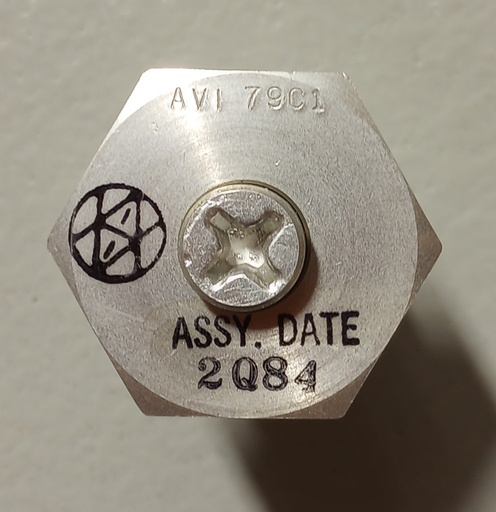 AVI 79C1
ASSY. DATE
2Q84